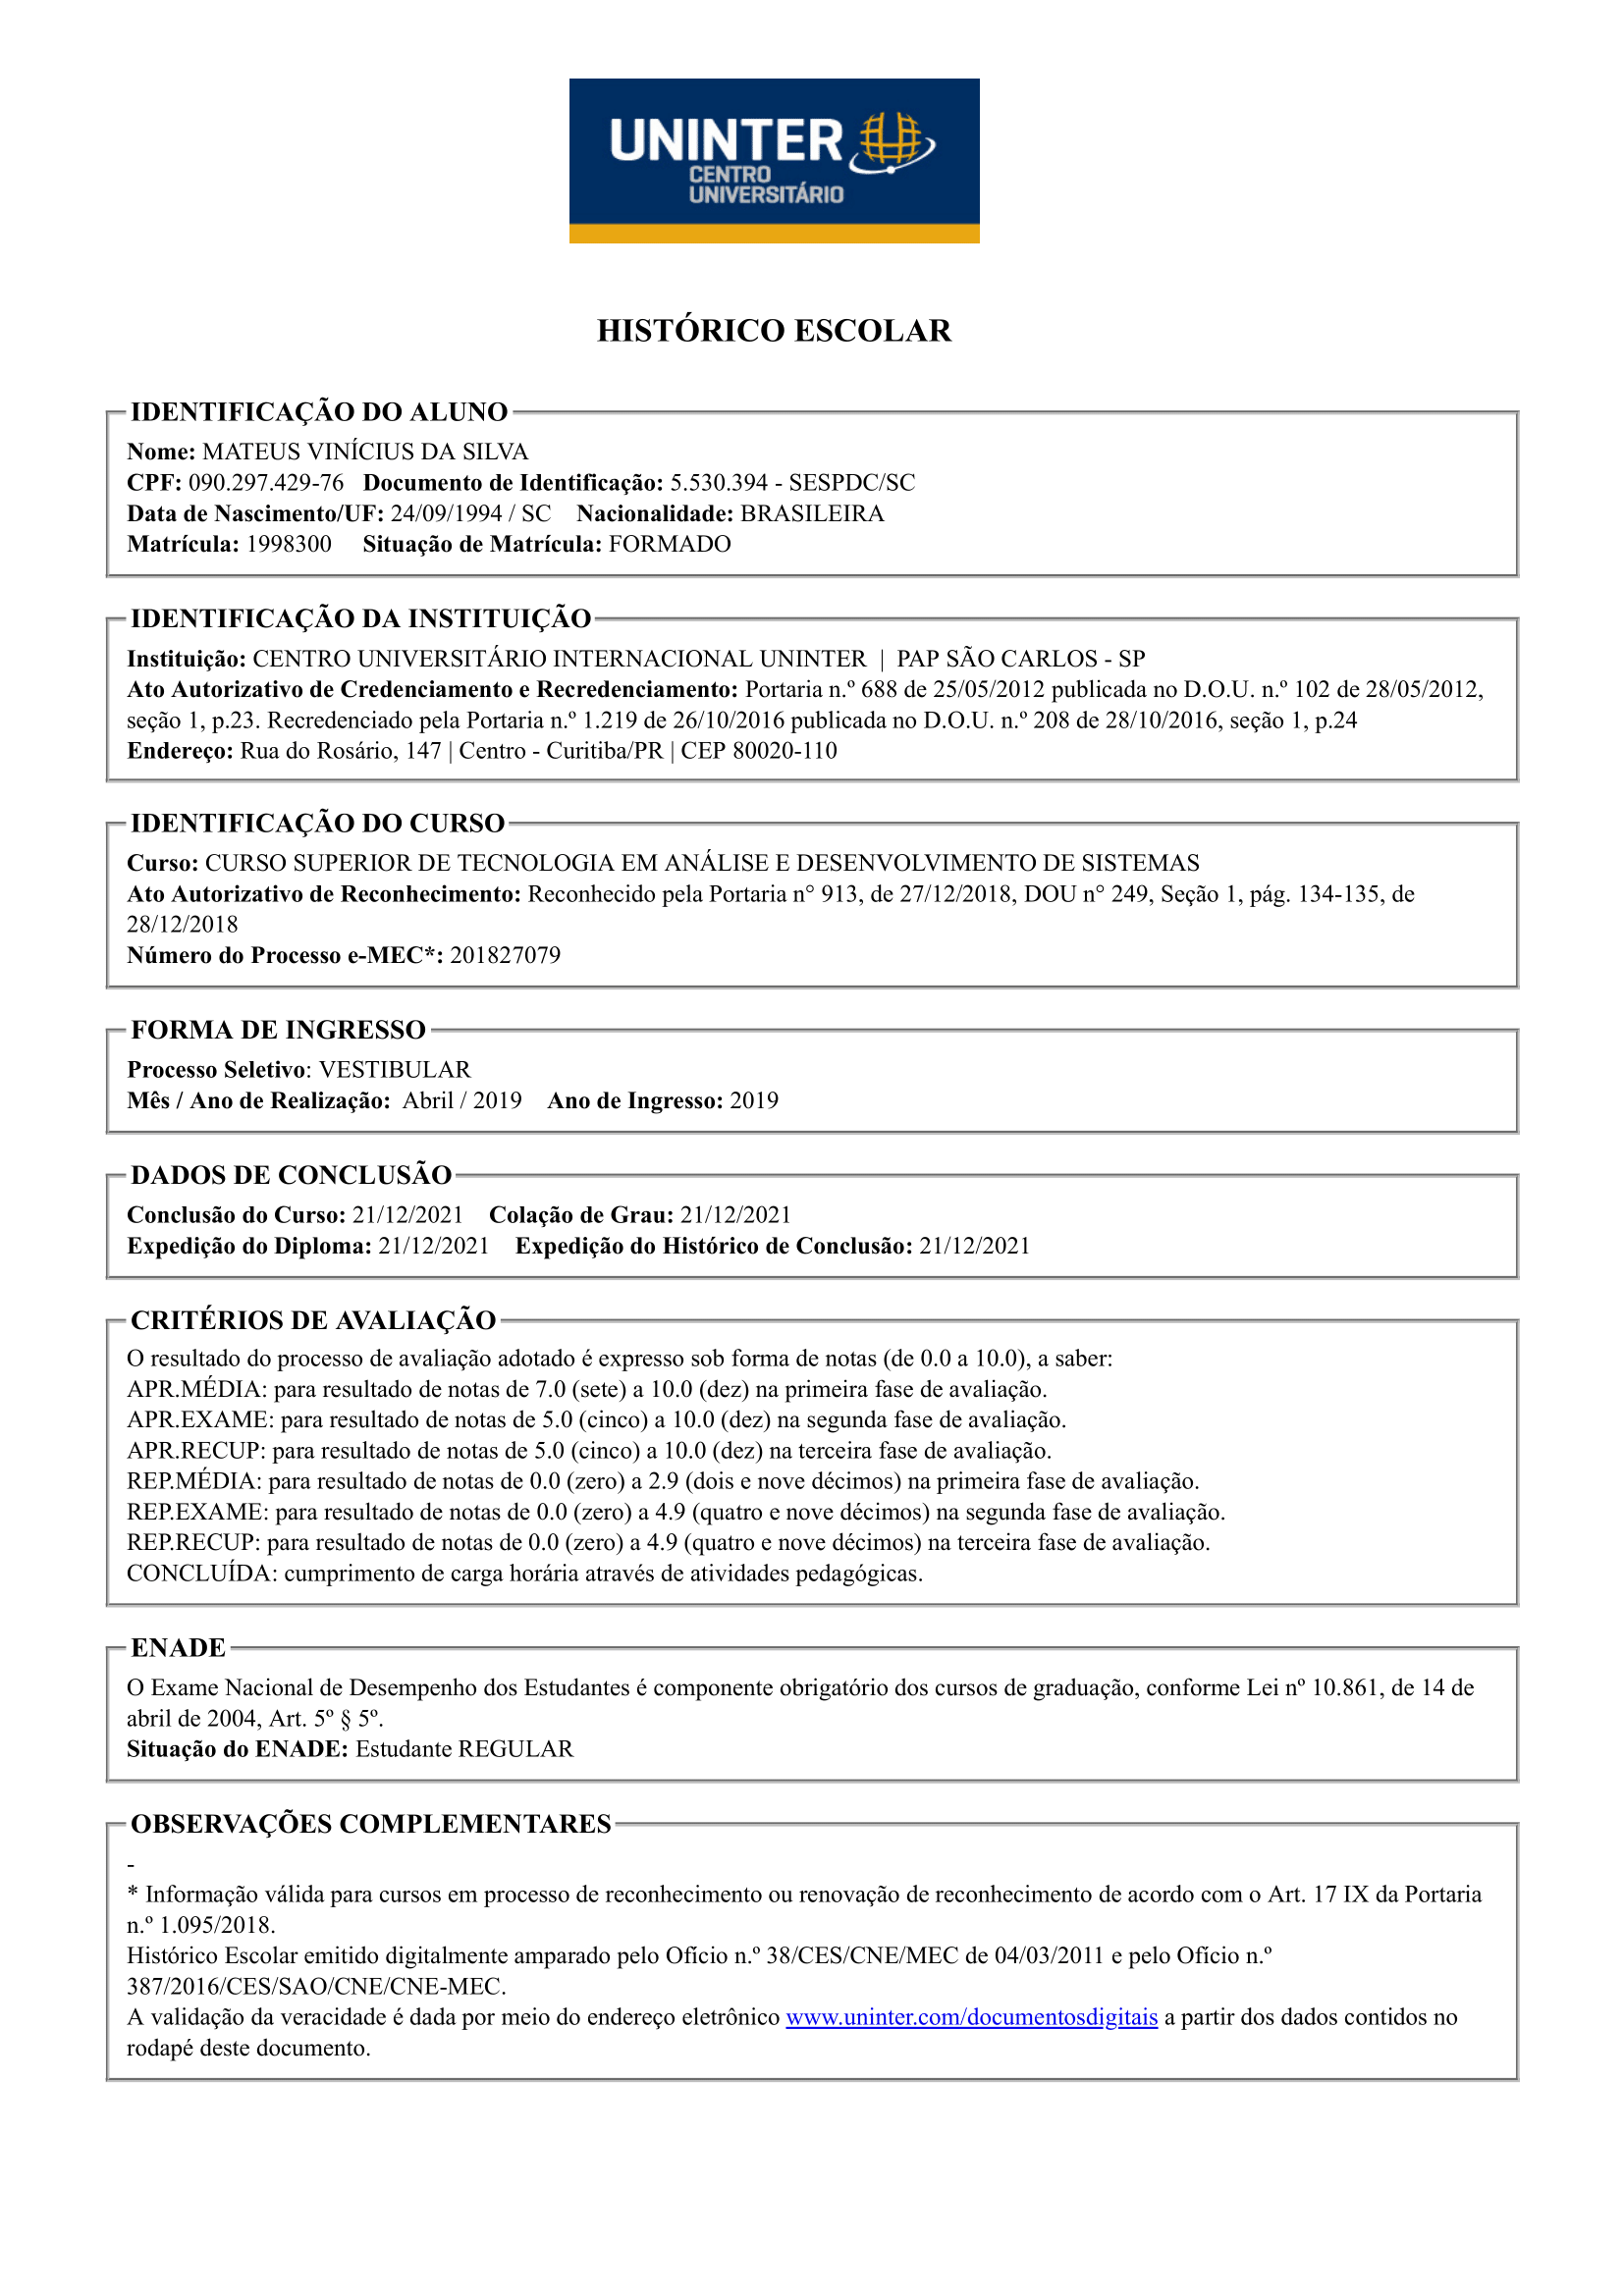 UNINTER
CENTRO
UNIVERSITÁRIO
HISTÓRICO ESCOLAR
IDENTIFICAÇÃO DO ALUNO
Nome: MATEUS VINÍCIUS DA SILVA
CPF: 090.297.429-76 Documento de Identificação: 5.530.394 - SESPDC/SC
Data de Nascimento/UF: 24/09/1994 / SC Nacionalidade: BRASILEIRA
Matrícula: 1998300 Situação de Matrícula: FORMADO
IDENTIFICAÇÃO DA INSTITUIÇÃO
Instituição: CENTRO UNIVERSITÁRIO INTERNACIONAL UNINTER | PAP SÃO CARLOS - SP
Ato Autorizativo de Credenciamento e Recredenciamento: Portaria n.º 688 de 25/05/2012 publicada no D.O.U. n.º 102 de 28/05/2012,
seção 1, p.23. Recredenciado pela Portaria n.º 1.219 de 26/10/2016 publicada no D.O.U. n.º 208 de 28/10/2016, seção 1, p.24
Endereço: Rua do Rosário, 147 | Centro - Curitiba/PR | CEP 80020-110
IDENTIFICAÇÃO DO CURSO
Curso: CURSO SUPERIOR DE TECNOLOGIA EM ANÁLISE E DESENVOLVIMENTO DE SISTEMAS
Ato Autorizativo de Reconhecimento: Reconhecido pela Portaria n° 913, de 27/12/2018, DOU n° 249, Seção 1, pág. 134-135, de
28/12/2018
Número do Processo e-MEC*: 201827079
FORMA DE INGRESSO
Processo Seletivo: VESTIBULAR
Mês / Ano de Realização: Abril / 2019 Ano de Ingresso: 2019
DADOS DE CONCLUSÃO
Conclusão do Curso: 21/12/2021 Colação de Grau: 21/12/2021
Expedição do Diploma: 21/12/2021 Expedição do Histórico de Conclusão: 21/12/2021
CRITÉRIOS DE AVALIAÇÃO
O resultado do processo de avaliação adotado é expresso sob forma de notas (de 0.0 a 10.0), a saber:
APR.MÉDIA: para resultado de notas de 7.0 (sete) a 10.0 (dez) na primeira fase de avaliação.
APR.EXAME: para resultado de notas de 5.0 (cinco) a 10.0 (dez) na segunda fase de avaliação.
APR.RECUP: para resultado de notas de 5.0 (cinco) a 10.0 (dez) na terceira fase de avaliação.
REP.MÉDIA: para resultado de notas de 0.0 (zero) a 2.9 (dois e nove décimos) na primeira fase de avaliação.
REP.EXAME: para resultado de notas de 0.0 (zero) a 4.9 (quatro e nove décimos) na segunda fase de avaliação.
REP.RECUP: para resultado de notas de 0.0 (zero) a 4.9 (quatro e nove décimos) na terceira fase de avaliação.
CONCLUÍDA: cumprimento de carga horária através de atividades pedagógicas.
ENADE
O Exame Nacional de Desempenho dos Estudantes é componente obrigatório dos cursos de graduação, conforme Lei nº 10.861, de 14 de
abril de 2004, Art. 5º § 5º.
Situação do ENADE: Estudante REGULAR
OBSERVAÇÕES COMPLEMENTARES
-
* Informação válida para cursos em processo de reconhecimento ou renovação de reconhecimento de acordo com o Art. 17 IX da Portaria
n.º 1.095/2018.
Histórico Escolar emitido digitalmente amparado pelo Ofício n.º 38/CES/CNE/MEC de 04/03/2011 e pelo Ofício n.º
387/2016/CES/SAO/CNE/CNE-MEC.
A validação da veracidade é dada por meio do endereço eletrônico www.uninter.com/documentosdigitais a partir dos dados contidos no
rodapé deste documento.